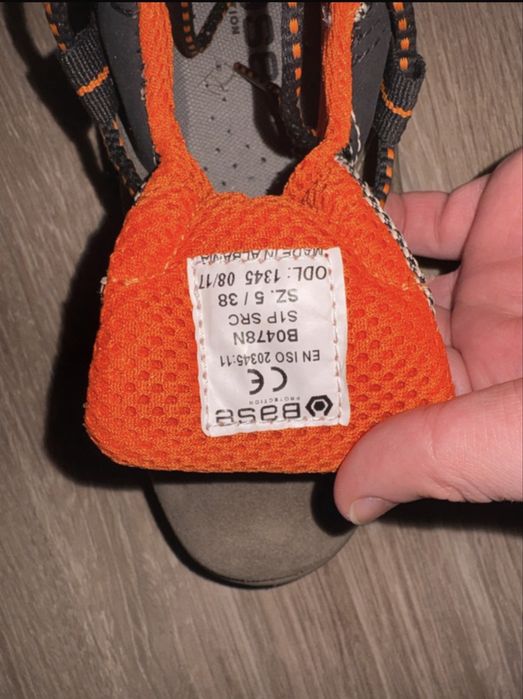 BASE
PROTECTION
CE
EN ISO 20345:11
B0478N
S1P SRC
SZ. 5 / 38
ODL: 1345 08/17
MADE IN ALBANIA
BASE